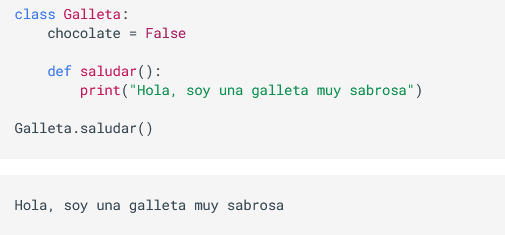 class Galleta:
    chocolate = False
    def saludar():
        print("Hola, soy una galleta muy sabrosa")
Galleta.saludar()
Hola, soy una galleta muy sabrosa